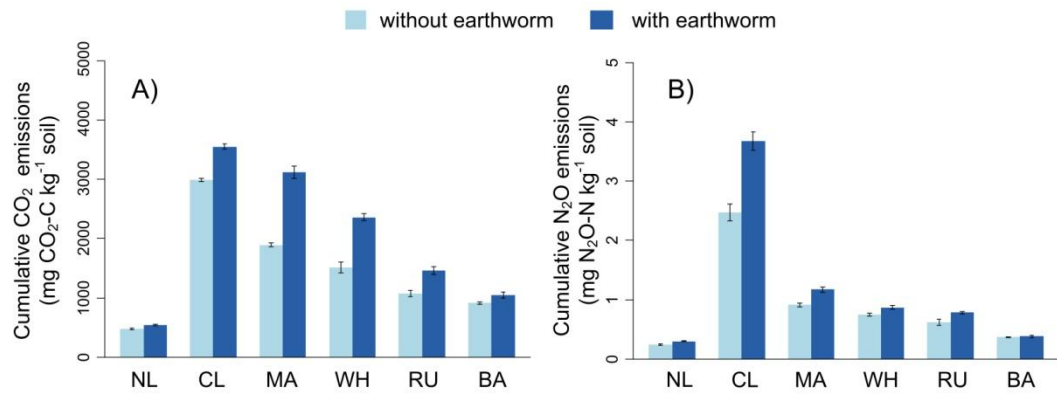 without earthworm with earthworm
A)
Cumulative CO₂ emissions
(mg CO₂-C kg⁻¹ soil)
5000
4000
3000
2000
1000
0
NL CL MA WH RU BA
B)
Cumulative N₂O emissions
(mg N₂O-N kg⁻¹ soil)
5
4
3
2
1
0
NL CL MA WH RU BA